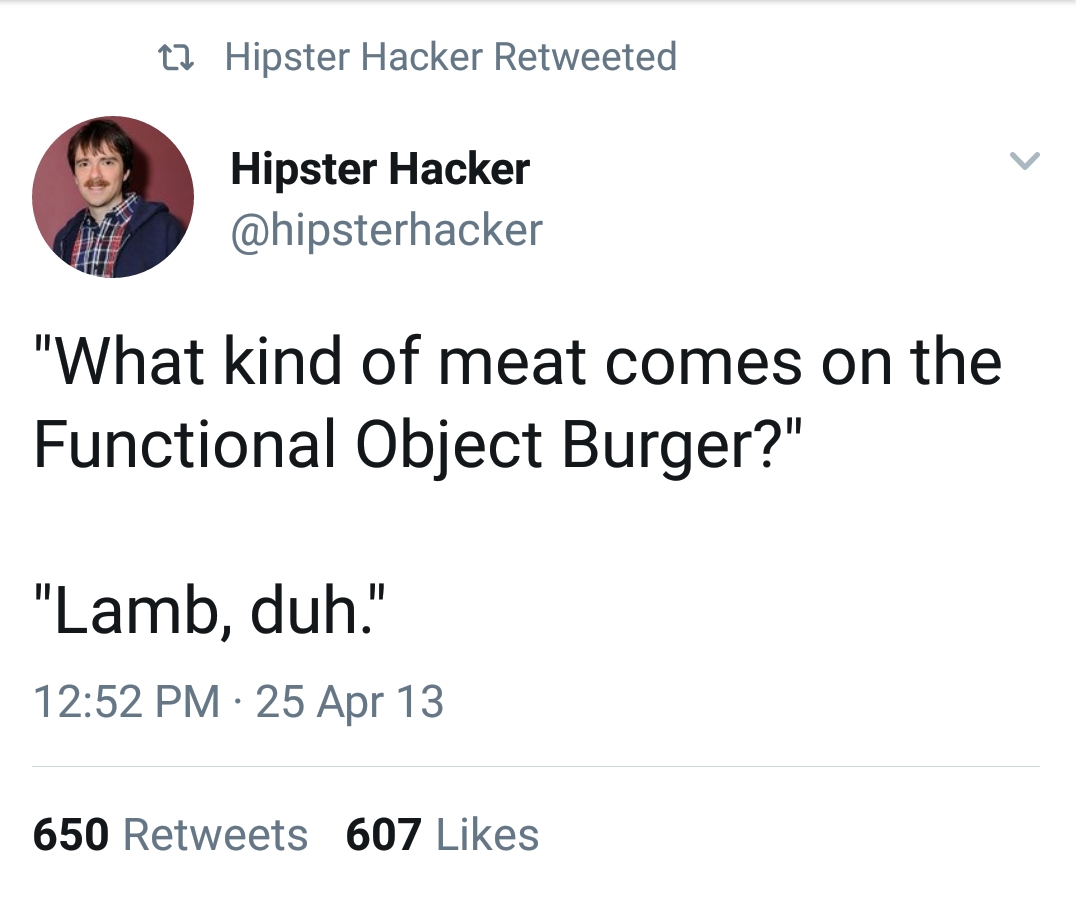 Hipster Hacker Retweeted
Hipster Hacker
@hipsterhacker
"What kind of meat comes on the
Functional Object Burger?"
"Lamb, duh."
12:52 PM · 25 Apr 13
650 Retweets 607 Likes